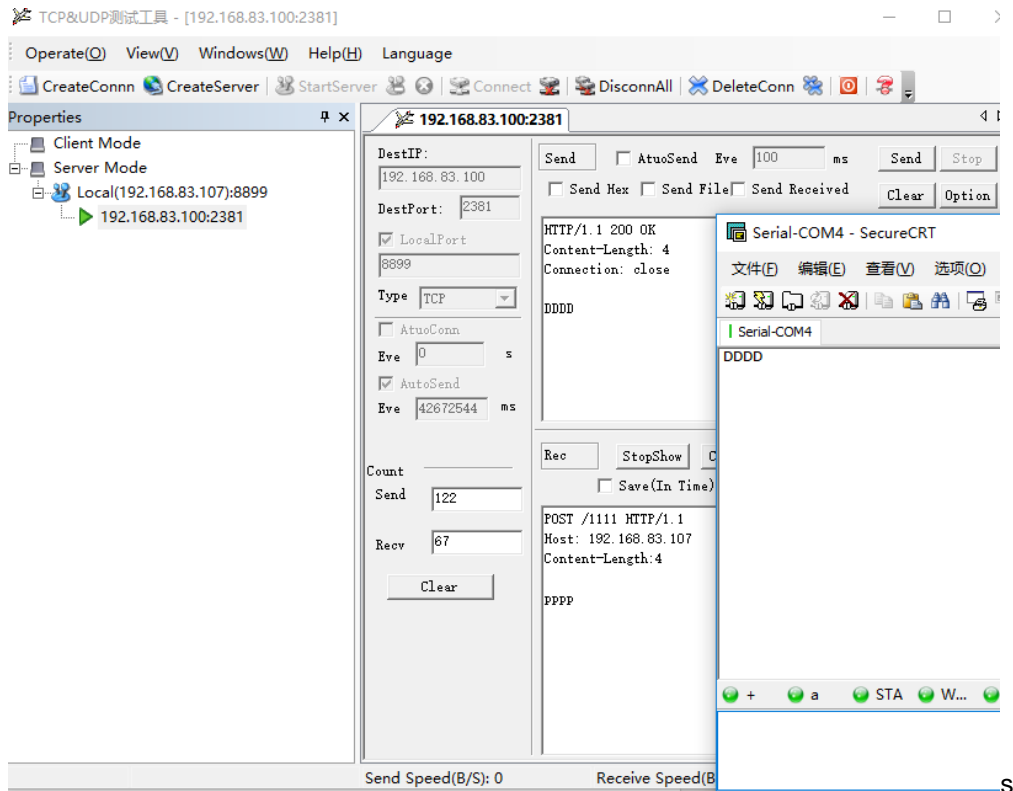 TCP&UDP测试工具 - [192.168.83.100:2381]
Operate(O) View(V) Windows(W) Help(H) Language
CreateConnn CreateServer StartServer Connect DisconnAll DeleteConn
Properties
Client Mode
Server Mode
Local(192.168.83.107):8899
192.168.83.100:2381
192.168.83.100:2381
DestIP:
192.168.83.100
DestPort: 2381
LocalPort
8899
Type TCP
AtuoConn
Eve 0 s
AutoSend
Eve 42672544 ms
Count
Send 122
Recv 67
Clear
Send AtuoSend Eve 100 ms Send Stop
Send Hex Send File Send Received Clear Option
HTTP/1.1 200 OK
Content-Length: 4
Connection: close
DDDD
Rec StopShow C
Save(In Time)
POST /1111 HTTP/1.1
Host: 192.168.83.107
Content-Length:4
PPPP
Send Speed(B/S): 0 Receive Speed(B
Serial-COM4 - SecureCRT
文件(F) 编辑(E) 查看(V) 选项(O)
Serial-COM4
DDDD
+ a STA W...
s